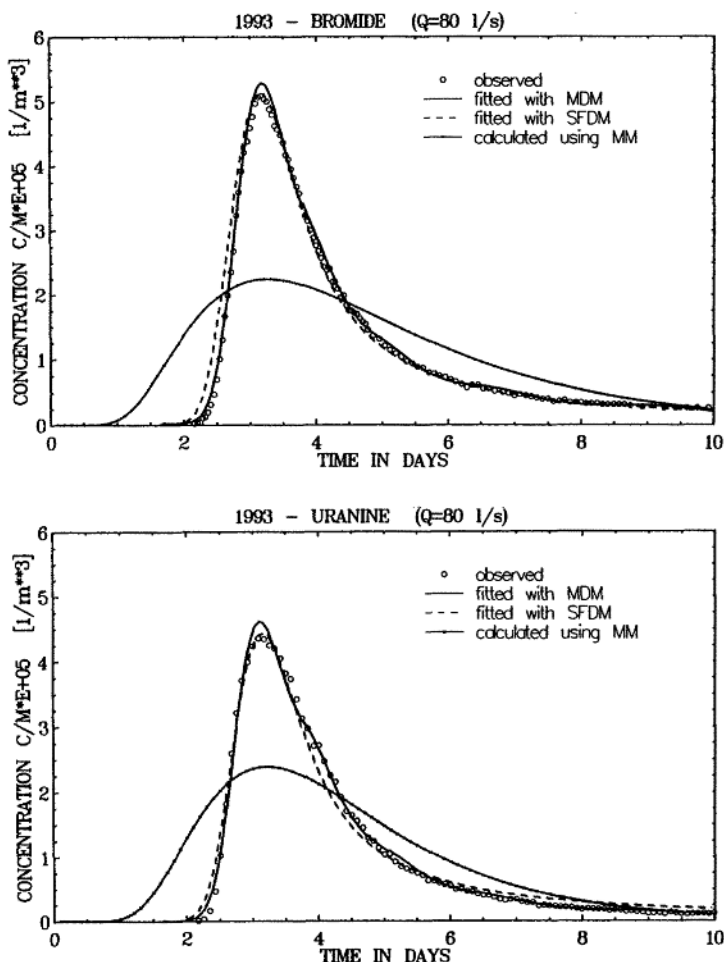 1993 - BROMIDE (Q=80 l/s)
CONCENTRATION C/M*E+05 [1/m**3]
6
5
4
3
2
1
0
observed
fitted with MDM
fitted with SFDM
calculated using MM
0 2 4 6 8 10
TIME IN DAYS
1993 - URANINE (Q=80 l/s)
CONCENTRATION C/M*E+05 [1/m**3]
6
5
4
3
2
1
0
observed
fitted with MDM
fitted with SFDM
calculated using MM
0 2 4 6 8 10
TIME IN DAYS